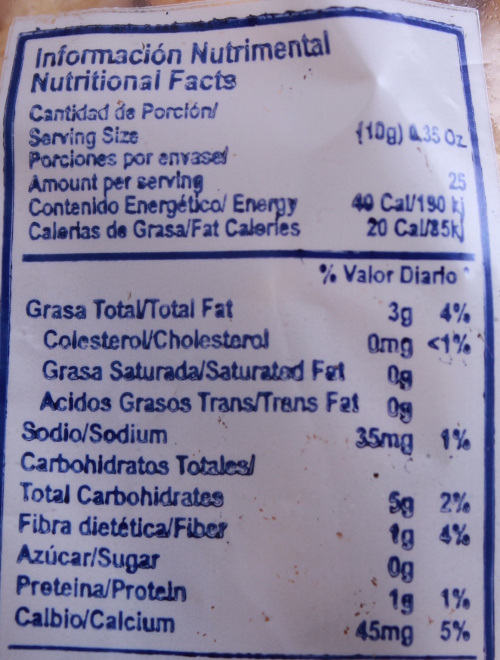 Información Nutrimental
Nutritional Facts
Cantidad de Porción/
Serving Size (10g) 0.35 Oz
Porciones por envase/
Amount per serving 25
Contenido Energético/ Energy 40 Cal/190 kj
Calorias de Grasa/Fat Calories 20 Cal/85kj
% Valor Diario *
Grasa Total/Total Fat 3g 4%
Colesterol/Cholesterol 0mg <1%
Grasa Saturada/Saturated Fat 0g
Acidos Grasos Trans/Trans Fat 0g
Sodio/Sodium 35mg 1%
Carbohidratos Totales/
Total Carbohidrates 5g 2%
Fibra dietética/Fiber 1g 4%
Azúcar/Sugar 0g
Proteina/Protein 1g 1%
Calbio/Calcium 45mg 5%